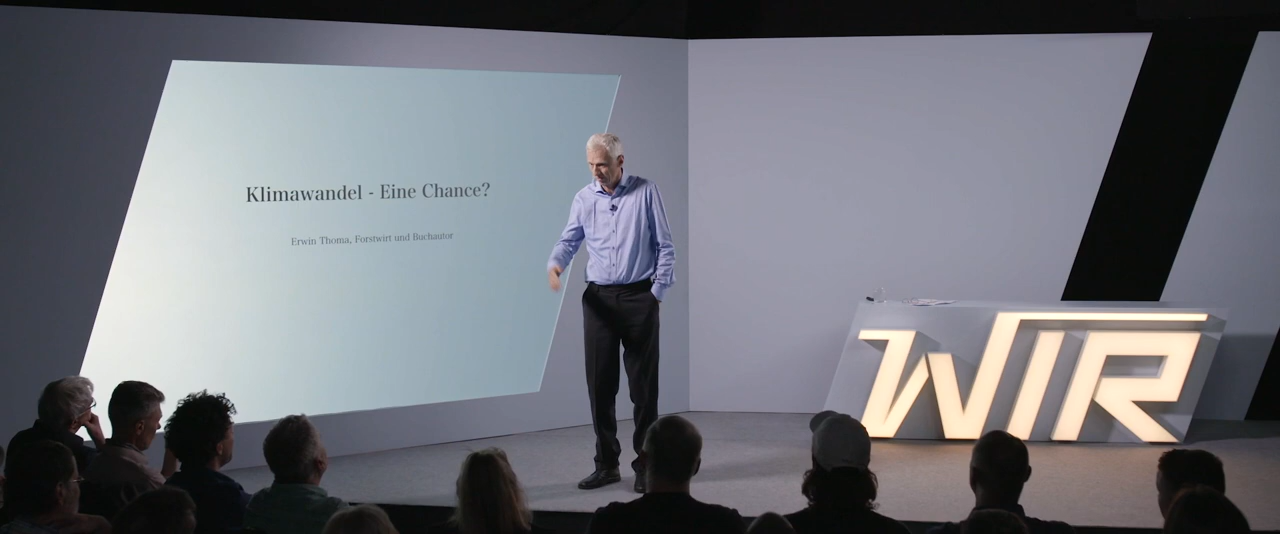 Klimawandel - Eine Chance?
Erwin Thoma, Forstwirt und Buchautor
WIR